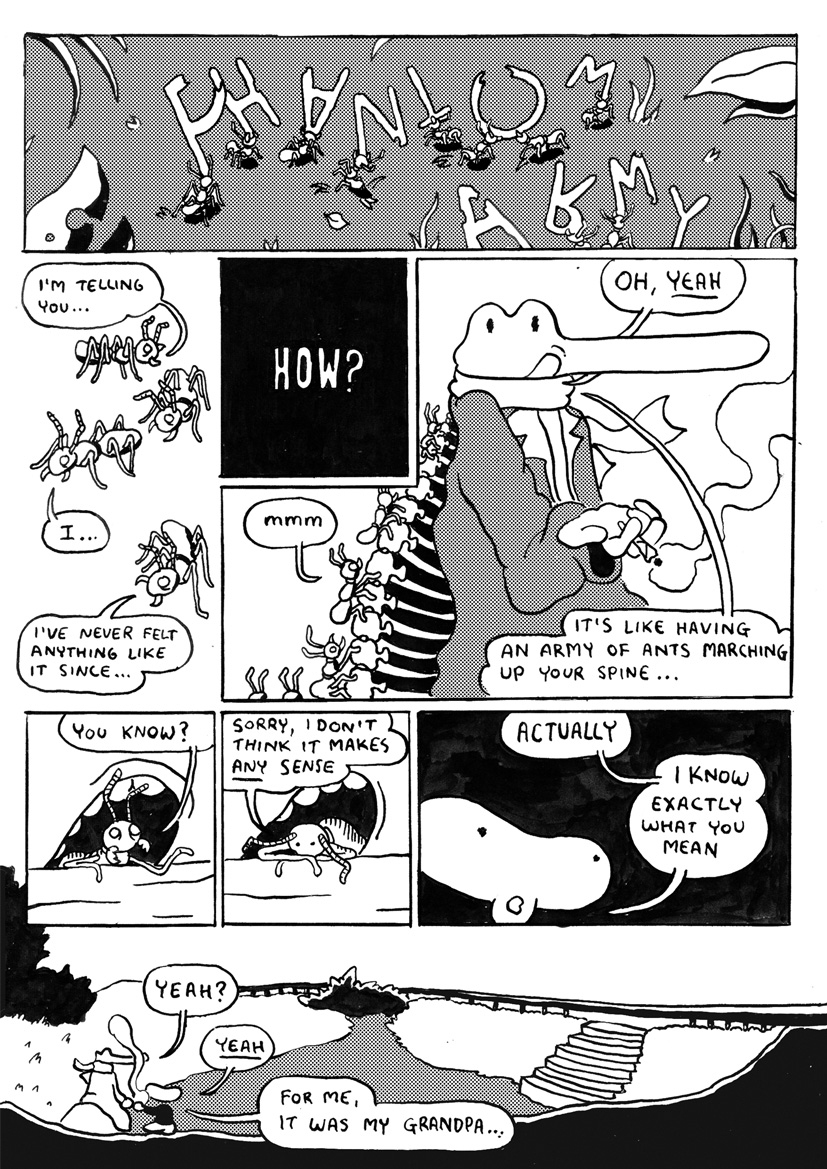 PHANTOM
ARMY
I'M TELLING
YOU...
I...
I'VE NEVER FELT
ANYTHING LIKE
IT SINCE...
HOW?
OH, YEAH
mmm
IT'S LIKE HAVING
AN ARMY OF ANTS MARCHING
UP YOUR SPINE...
YOU KNOW?
SORRY, I DON'T
THINK IT MAKES
ANY SENSE
ACTUALLY
I KNOW
EXACTLY
WHAT YOU
MEAN
YEAH?
YEAH
FOR ME,
IT WAS MY GRANDPA...